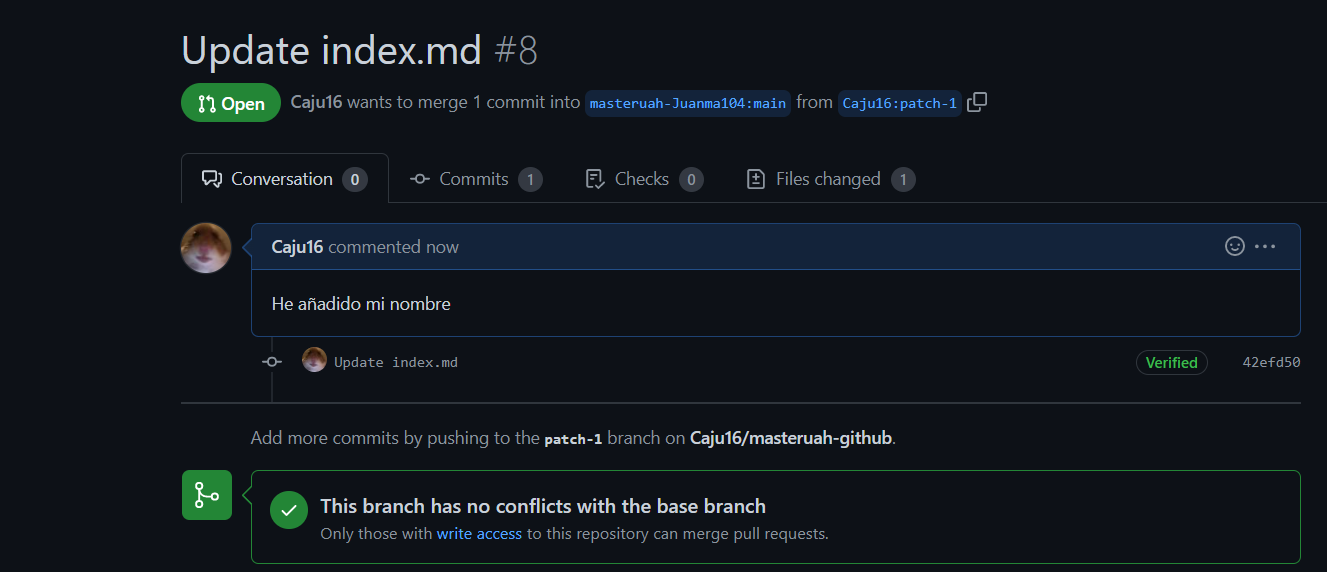 Update index.md #8
Open Caju16 wants to merge 1 commit into masteruah-Juanma104:main from Caju16:patch-1
Conversation 0 Commits 1 Checks 0 Files changed 1
Caju16 commented now
He añadido mi nombre
Update index.md Verified 42efd50
Add more commits by pushing to the patch-1 branch on Caju16/masteruah-github.
This branch has no conflicts with the base branch
Only those with write access to this repository can merge pull requests.